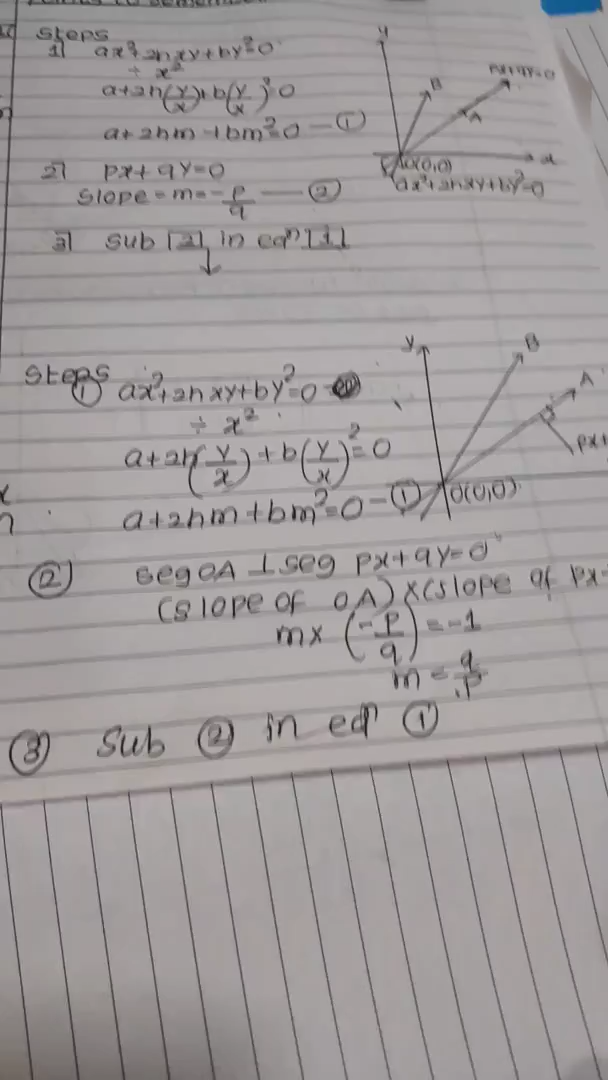 steps
1] ax²+2hxy+by²=0
÷ x²
a+2h(y/x)+b(y/x)²=0
a+2hm+bm²=0 — ①
y
B
px+qy=0
A
O(0,0)
x
ax²+2hxy+by²=0
2] px+qy=0
slope = m = -p/q — ②
3] sub [2] in eqn [1]
↓
steps
① ax²+2hxy+by²=0
÷ x²
a+2h(y/x)+b(y/x)²=0
a+2hm+bm²=0 – ①
y
B
A
O(0,0)
② seg OA ⊥ seg px+qy=0
(slope of OA)×(slope of px
m× (-p/q) = -1
m = q/p
③ sub ② in eqn ①